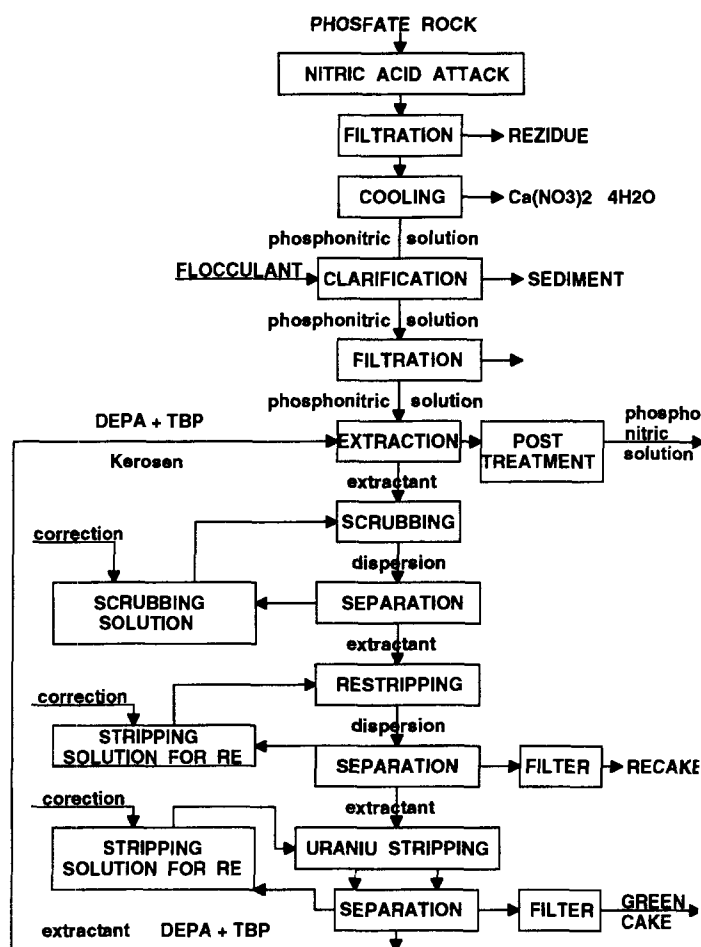 PHOSFATE ROCK
NITRIC ACID ATTACK
FILTRATION
REZIDUE
COOLING
Ca(NO3)2 4H2O
phosphonitric solution
FLOCCULANT
CLARIFICATION
SEDIMENT
phosphonitric solution
FILTRATION
phosphonitric solution
DEPA + TBP
Kerosen
EXTRACTION
POST
TREATMENT
phospho
nitric
solution
extractant
SCRUBBING
correction
dispersion
SCRUBBING
SOLUTION
SEPARATION
extractant
RESTRIPPING
correction
dispersion
STRIPPING
SOLUTION FOR RE
SEPARATION
FILTER
RECAKE
extractant
corection
STRIPPING
SOLUTION FOR RE
URANIU STRIPPING
SEPARATION
FILTER
GREEN
CAKE
extractant DEPA + TBP